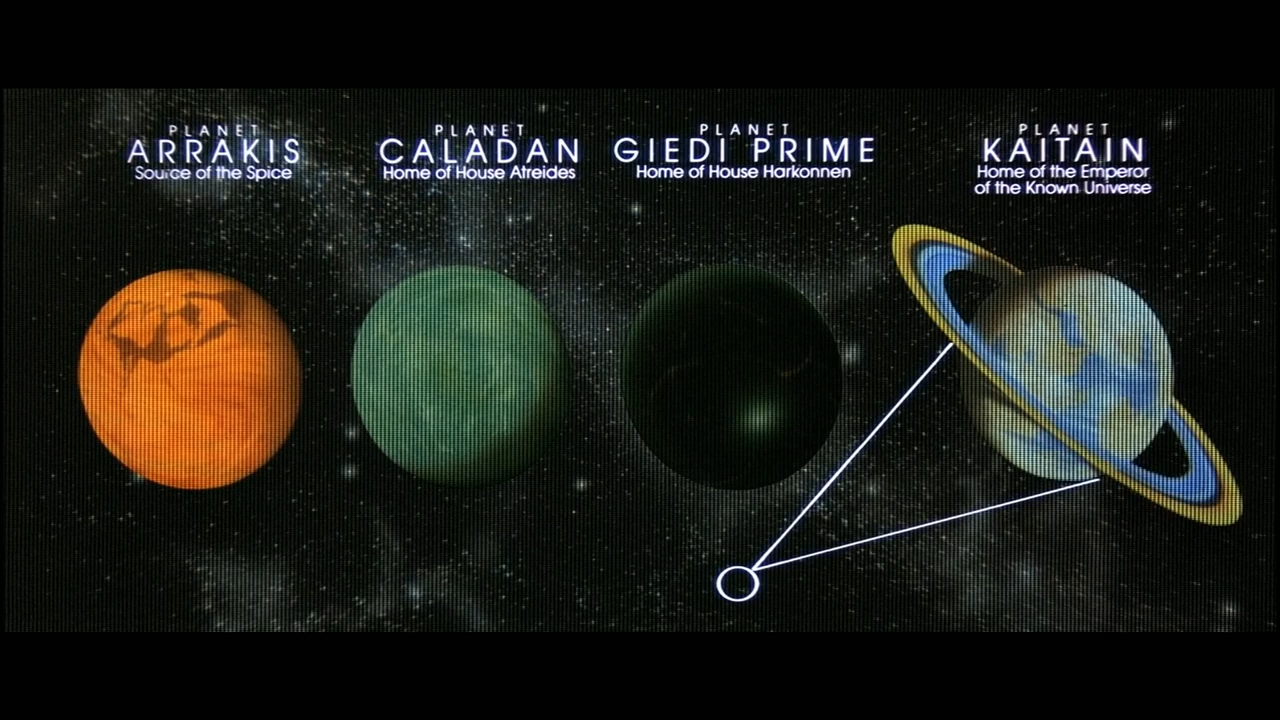 PLANET
ARRAKIS
Source of the Spice
PLANET
CALADAN
Home of House Atreides
PLANET
GIEDI PRIME
Home of House Harkonnen
PLANET
KAITAIN
Home of the Emperor
of the Known Universe